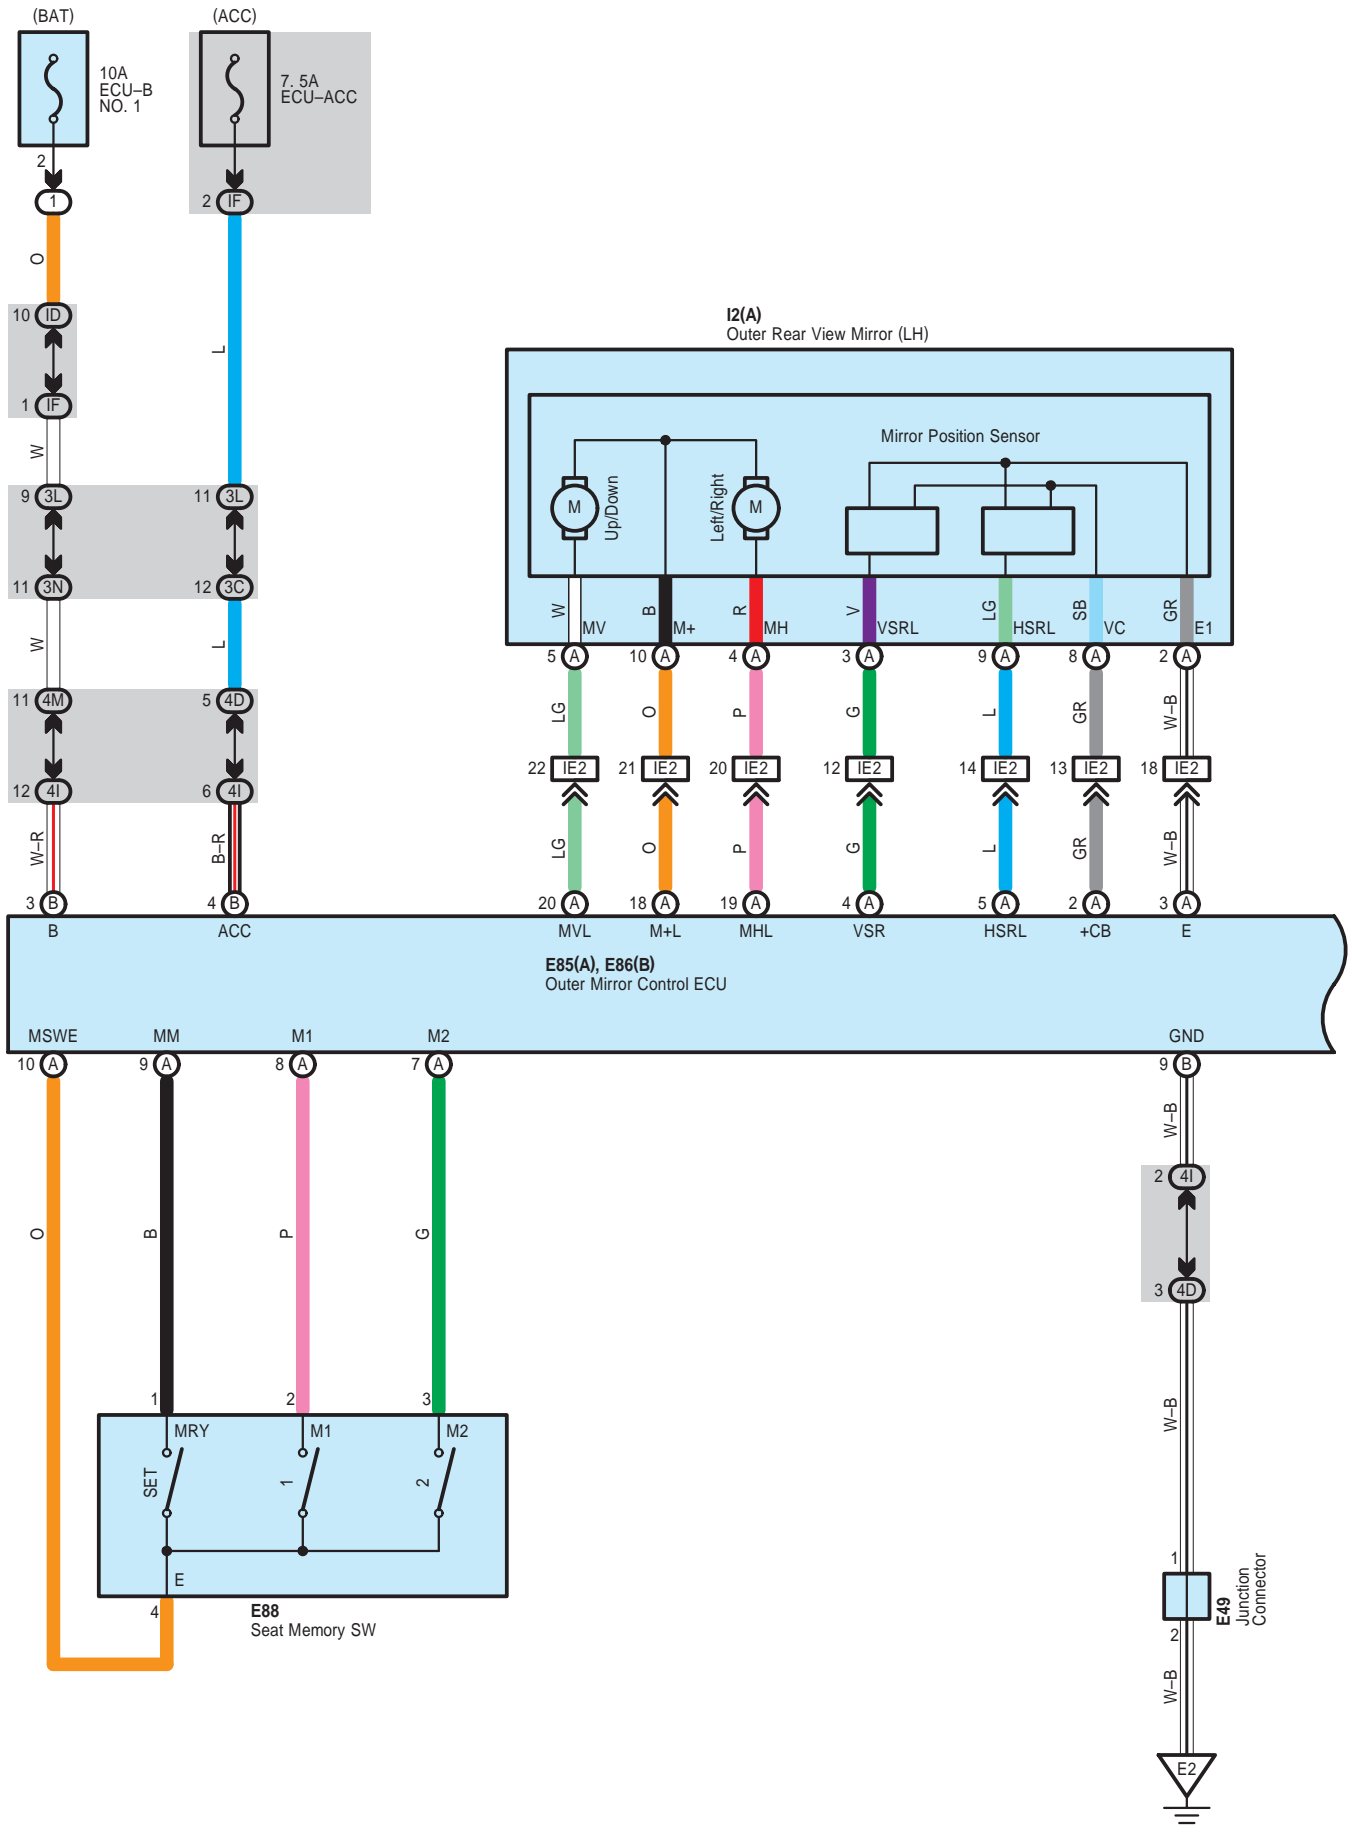 (BAT)
(ACC)
10A
ECU–B
NO. 1
7. 5A
ECU–ACC
2
1
2 IF
O
L
10 ID
1 IF
W
9 3L
11 3L
11 3N
12 3C
W
L
11 4M
5 4D
12 4I
6 4I
W–R
B–R
3 B
4 B
I2(A)
Outer Rear View Mirror (LH)
Mirror Position Sensor
M
Up/Down
Left/Right
M
W
MV
B
M+
R
MH
V
VSRL
LG
HSRL
SB
VC
GR
E1
5 A
10 A
4 A
3 A
9 A
8 A
2 A
LG
O
P
G
L
GR
W–B
22 IE2
21 IE2
20 IE2
12 IE2
14 IE2
13 IE2
18 IE2
LG
O
P
G
L
GR
W–B
20 A
18 A
19 A
4 A
5 A
2 A
3 A
B
ACC
MVL
M+L
MHL
VSR
HSRL
+CB
E
E85(A), E86(B)
Outer Mirror Control ECU
MSWE
MM
M1
M2
GND
10 A
9 A
8 A
7 A
9 B
O
B
P
G
W–B
2 4I
3 4D
W–B
1
2
3
MRY
M1
M2
SET
1
2
E
4
E88
Seat Memory SW
1
E49
Junction
Connector
2
W–B
E2